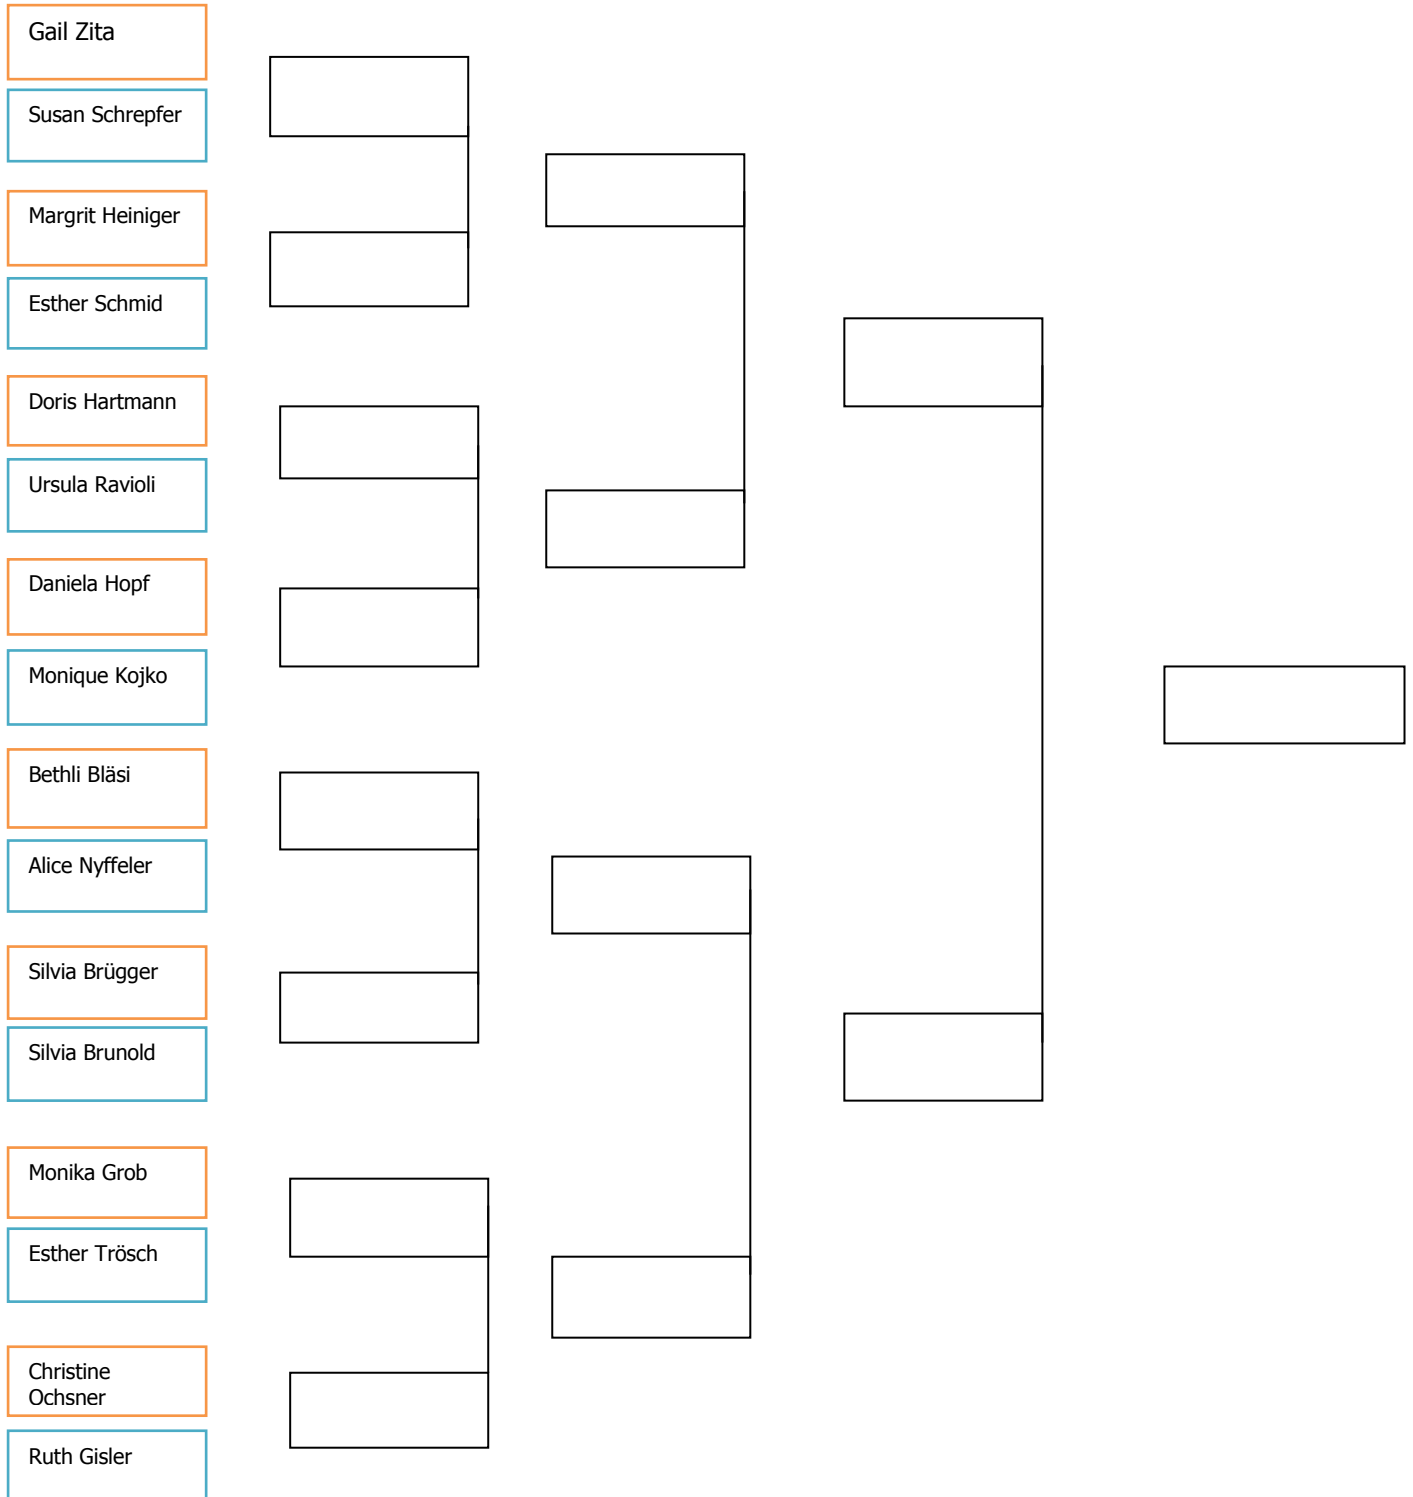 Gail Zita
Susan Schrepfer
Margrit Heiniger
Esther Schmid
Doris Hartmann
Ursula Ravioli
Daniela Hopf
Monique Kojko
Bethli Bläsi
Alice Nyffeler
Silvia Brügger
Silvia Brunold
Monika Grob
Esther Trösch
Christine
Ochsner
Ruth Gisler